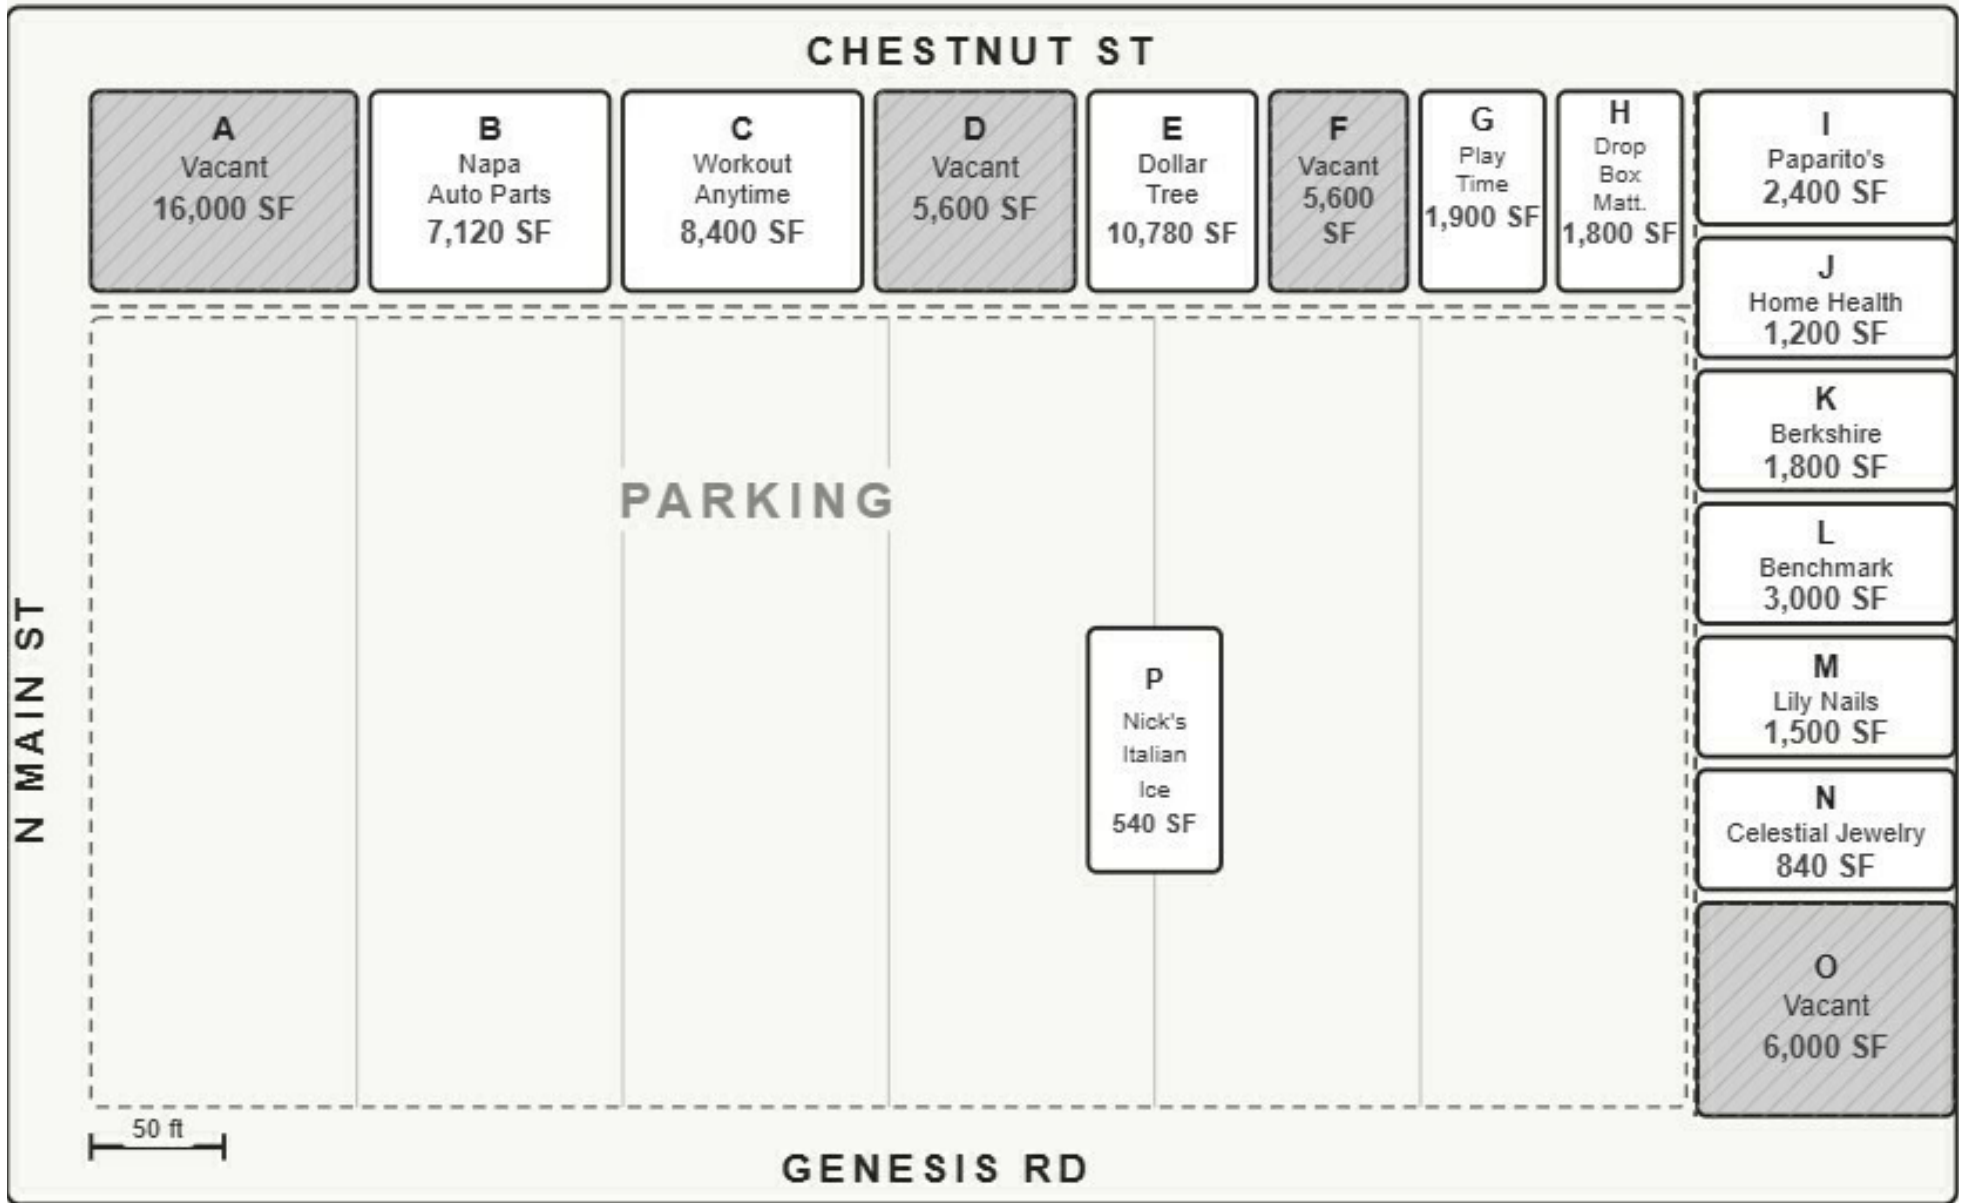 CHESTNUT ST
A
Vacant
16,000 SF
B
Napa
Auto Parts
7,120 SF
C
Workout
Anytime
8,400 SF
D
Vacant
5,600 SF
E
Dollar
Tree
10,780 SF
F
Vacant
5,600
SF
G
Play
Time
1,900 SF
H
Drop
Box
Matt.
1,800 SF
I
Paparito's
2,400 SF
J
Home Health
1,200 SF
K
Berkshire
1,800 SF
L
Benchmark
3,000 SF
M
Lily Nails
1,500 SF
N
Celestial Jewelry
840 SF
O
Vacant
6,000 SF
PARKING
P
Nick's
Italian
Ice
540 SF
N MAIN ST
50 ft
GENESIS RD